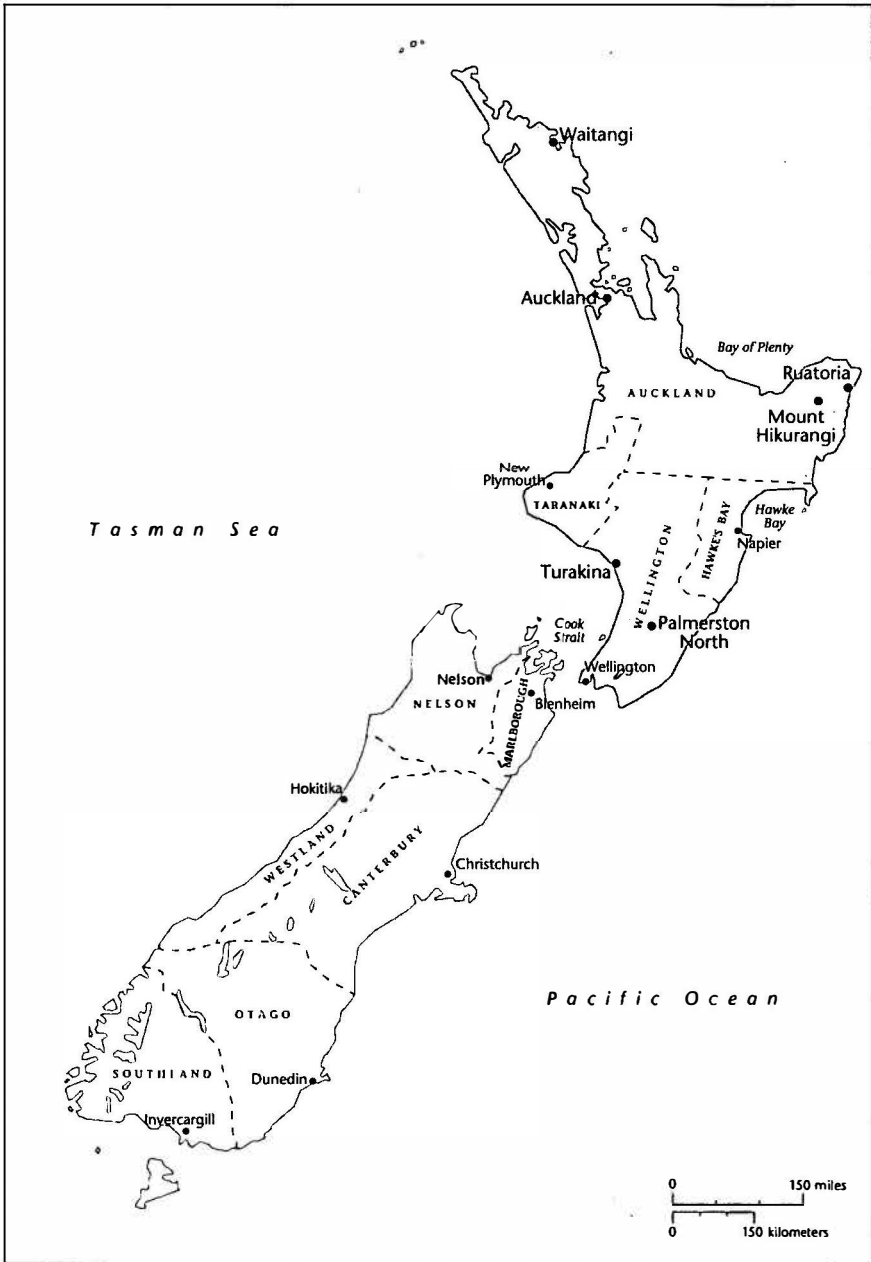 Waitangi
Auckland
Bay of Plenty
Ruatoria
AUCKLAND
Mount
Hikurangi
New
Plymouth
TARANAKI
Hawke
Bay
HAWKE'S BAY
Napier
Tasman Sea
WELLINGTON
Turakina
Cook
Strait
Palmerston
North
Wellington
Nelson
NELSON
Blenheim
MARLBOROUGH
Hokitika
WESTLAND
CANTERBURY
Christchurch
Pacific Ocean
OTAGO
SOUTHLAND
Dunedin
Invercargill
0 150 miles
0 150 kilometers